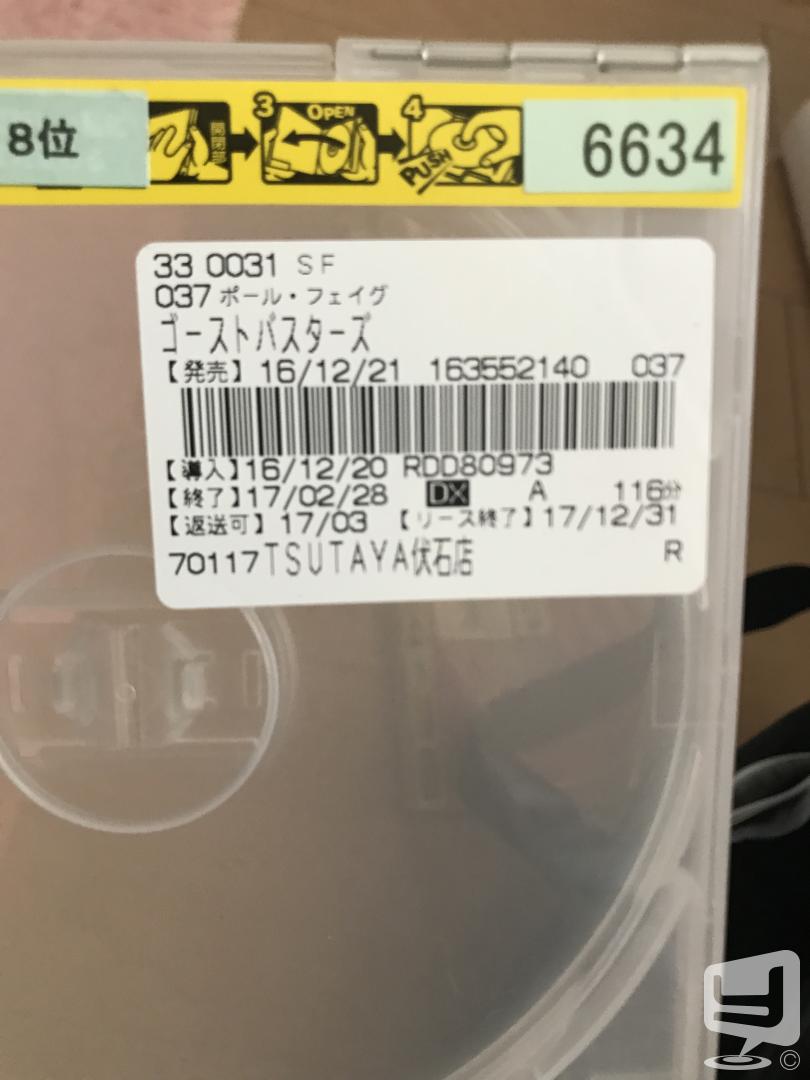 8位
開閉部
3
OPEN
4
PUSH
6634
33 0031 SF
037 ポール・フェイグ
ゴーストバスターズ
【発売】 16/12/21 163552140 037
【導入】16/12/20 RDD80973
【終了】17/02/28 DX A 116分
【返送可】 17/03 【リース終了】17/12/31
70117TSUTAYA伏石店 R
©